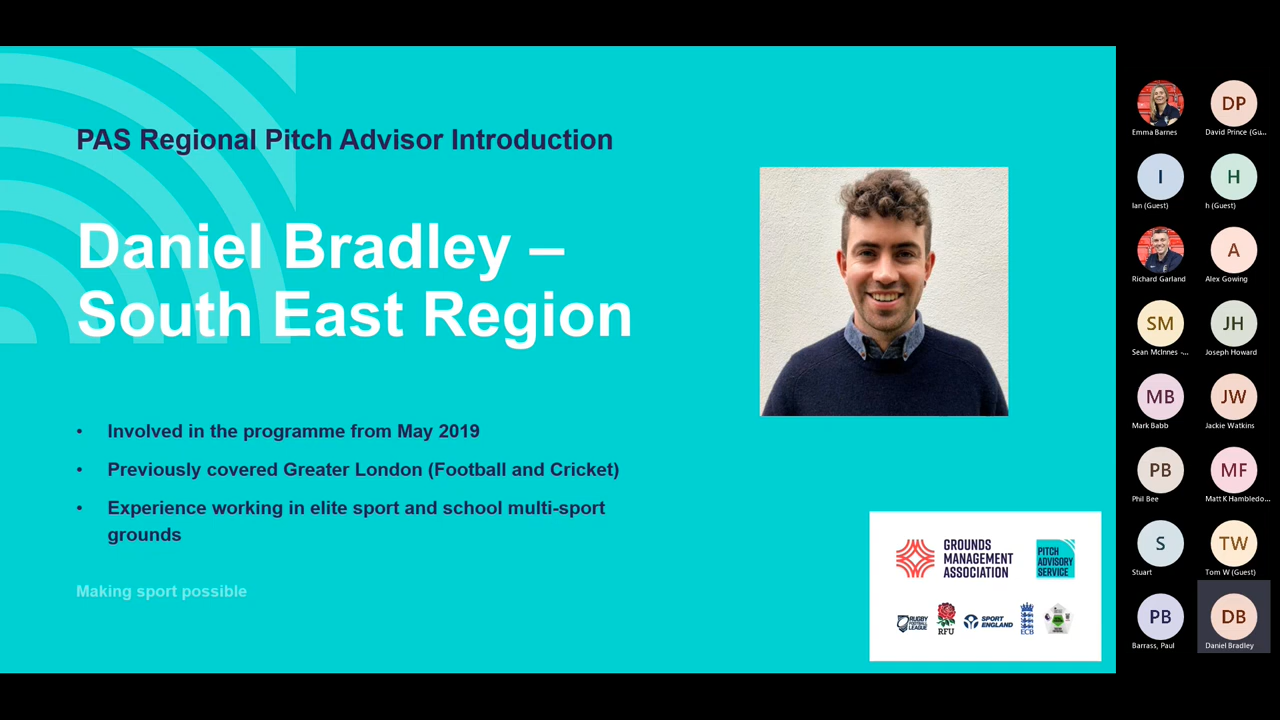 PAS Regional Pitch Advisor Introduction
Daniel Bradley –
South East Region
• Involved in the programme from May 2019
• Previously covered Greater London (Football and Cricket)
• Experience working in elite sport and school multi-sport
grounds
Making sport possible
GROUNDS
MANAGEMENT
ASSOCIATION
PITCH
ADVISORY
SERVICE
RUGBY
FOOTBALL
LEAGUE
RFU
SPORT
ENGLAND
ECB
Emma Barnes
DP
David Prince (Gu...
I
Ian (Guest)
H
h (Guest)
Richard Garland
A
Alex Gowing
SM
Sean McInnes -...
JH
Joseph Howard
MB
Mark Babb
JW
Jackie Watkins
PB
Phil Bee
MF
Matt K Hambledo...
S
Stuart
TW
Tom W (Guest)
PB
Barrass, Paul
DB
Daniel Bradley